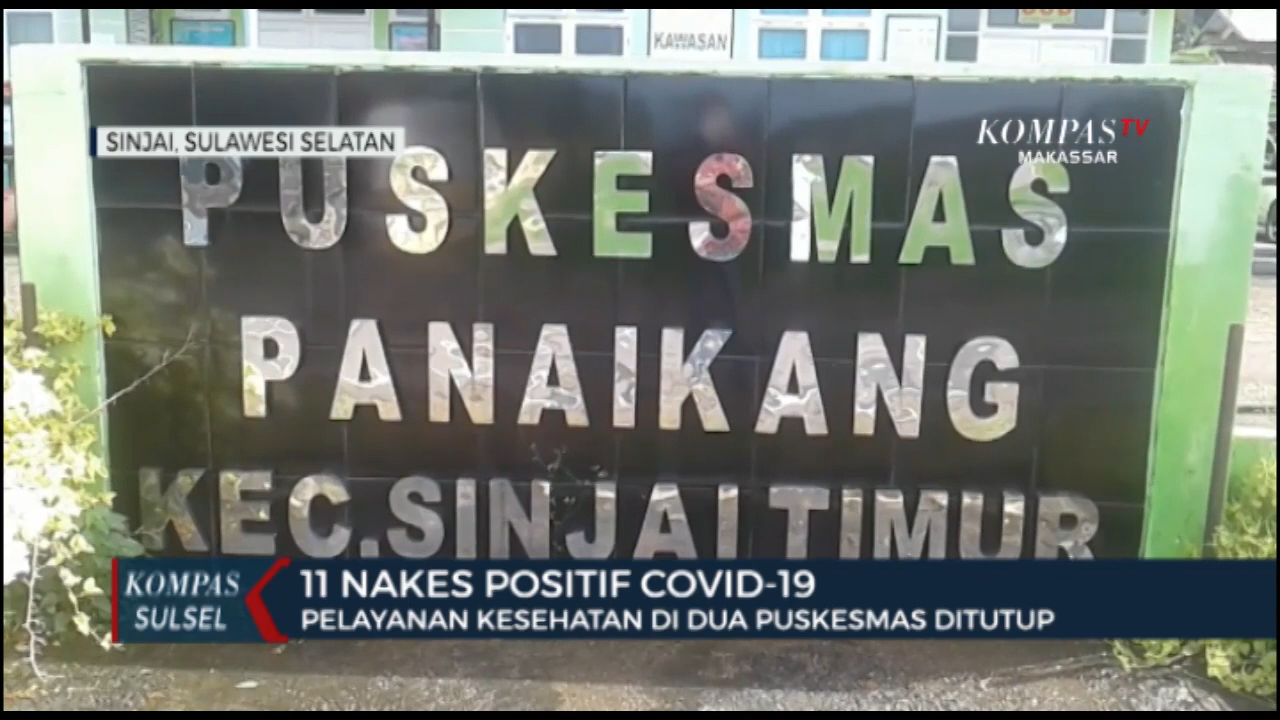 KAWASAN
SINJAI, SULAWESI SELATAN
KOMPAS TV
MAKASSAR
PUSKESMAS
PANAIKANG
KEC.SINJAI TIMUR
KOMPAS
SULSEL
11 NAKES POSITIF COVID-19
PELAYANAN KESEHATAN DI DUA PUSKESMAS DITUTUP